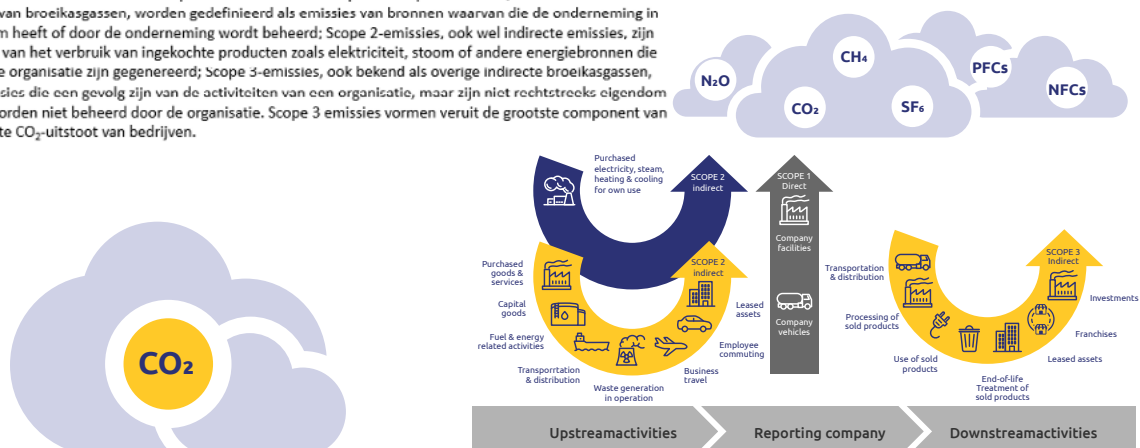 van broeikasgassen, worden gedefinieerd als emissies van bronnen waarvan die de onderneming in
heeft of door de onderneming wordt beheerd; Scope 2-emissies, ook wel indirecte emissies, zijn
van het verbruik van ingekochte producten zoals elektriciteit, stoom of andere energiebronnen die
organisatie zijn gegenereerd; Scope 3-emissies, ook bekend als overige indirecte broeikasgassen,
sies die een gevolg zijn van de activiteiten van een organisatie, maar zijn niet rechtstreeks eigendom
orden niet beheerd door de organisatie. Scope 3 emissies vormen veruit de grootste component van
te CO₂-uitstoot van bedrijven.
N₂O
CH₄
CO₂
SF₆
PFCs
NFCs
CO₂
Purchased
electricity, steam,
heating & cooling
for own use
SCOPE 2
indirect
SCOPE 1
Direct
Company
facilities
Company
vehicles
SCOPE 2
indirect
Purchased
goods &
services
Capital
goods
Fuel & energy
related activities
Transporrtation
& distribution
Waste generation
in operation
Business
travel
Employee
commuting
Leased
assets
SCOPE 3
Indirect
Transportation
& distribution
Processing of
sold products
Use of sold
products
End-of-life
Treatment of
sold products
Leased assets
Franchises
Investments
Upstreamactivities
Reporting company
Downstreamactivities